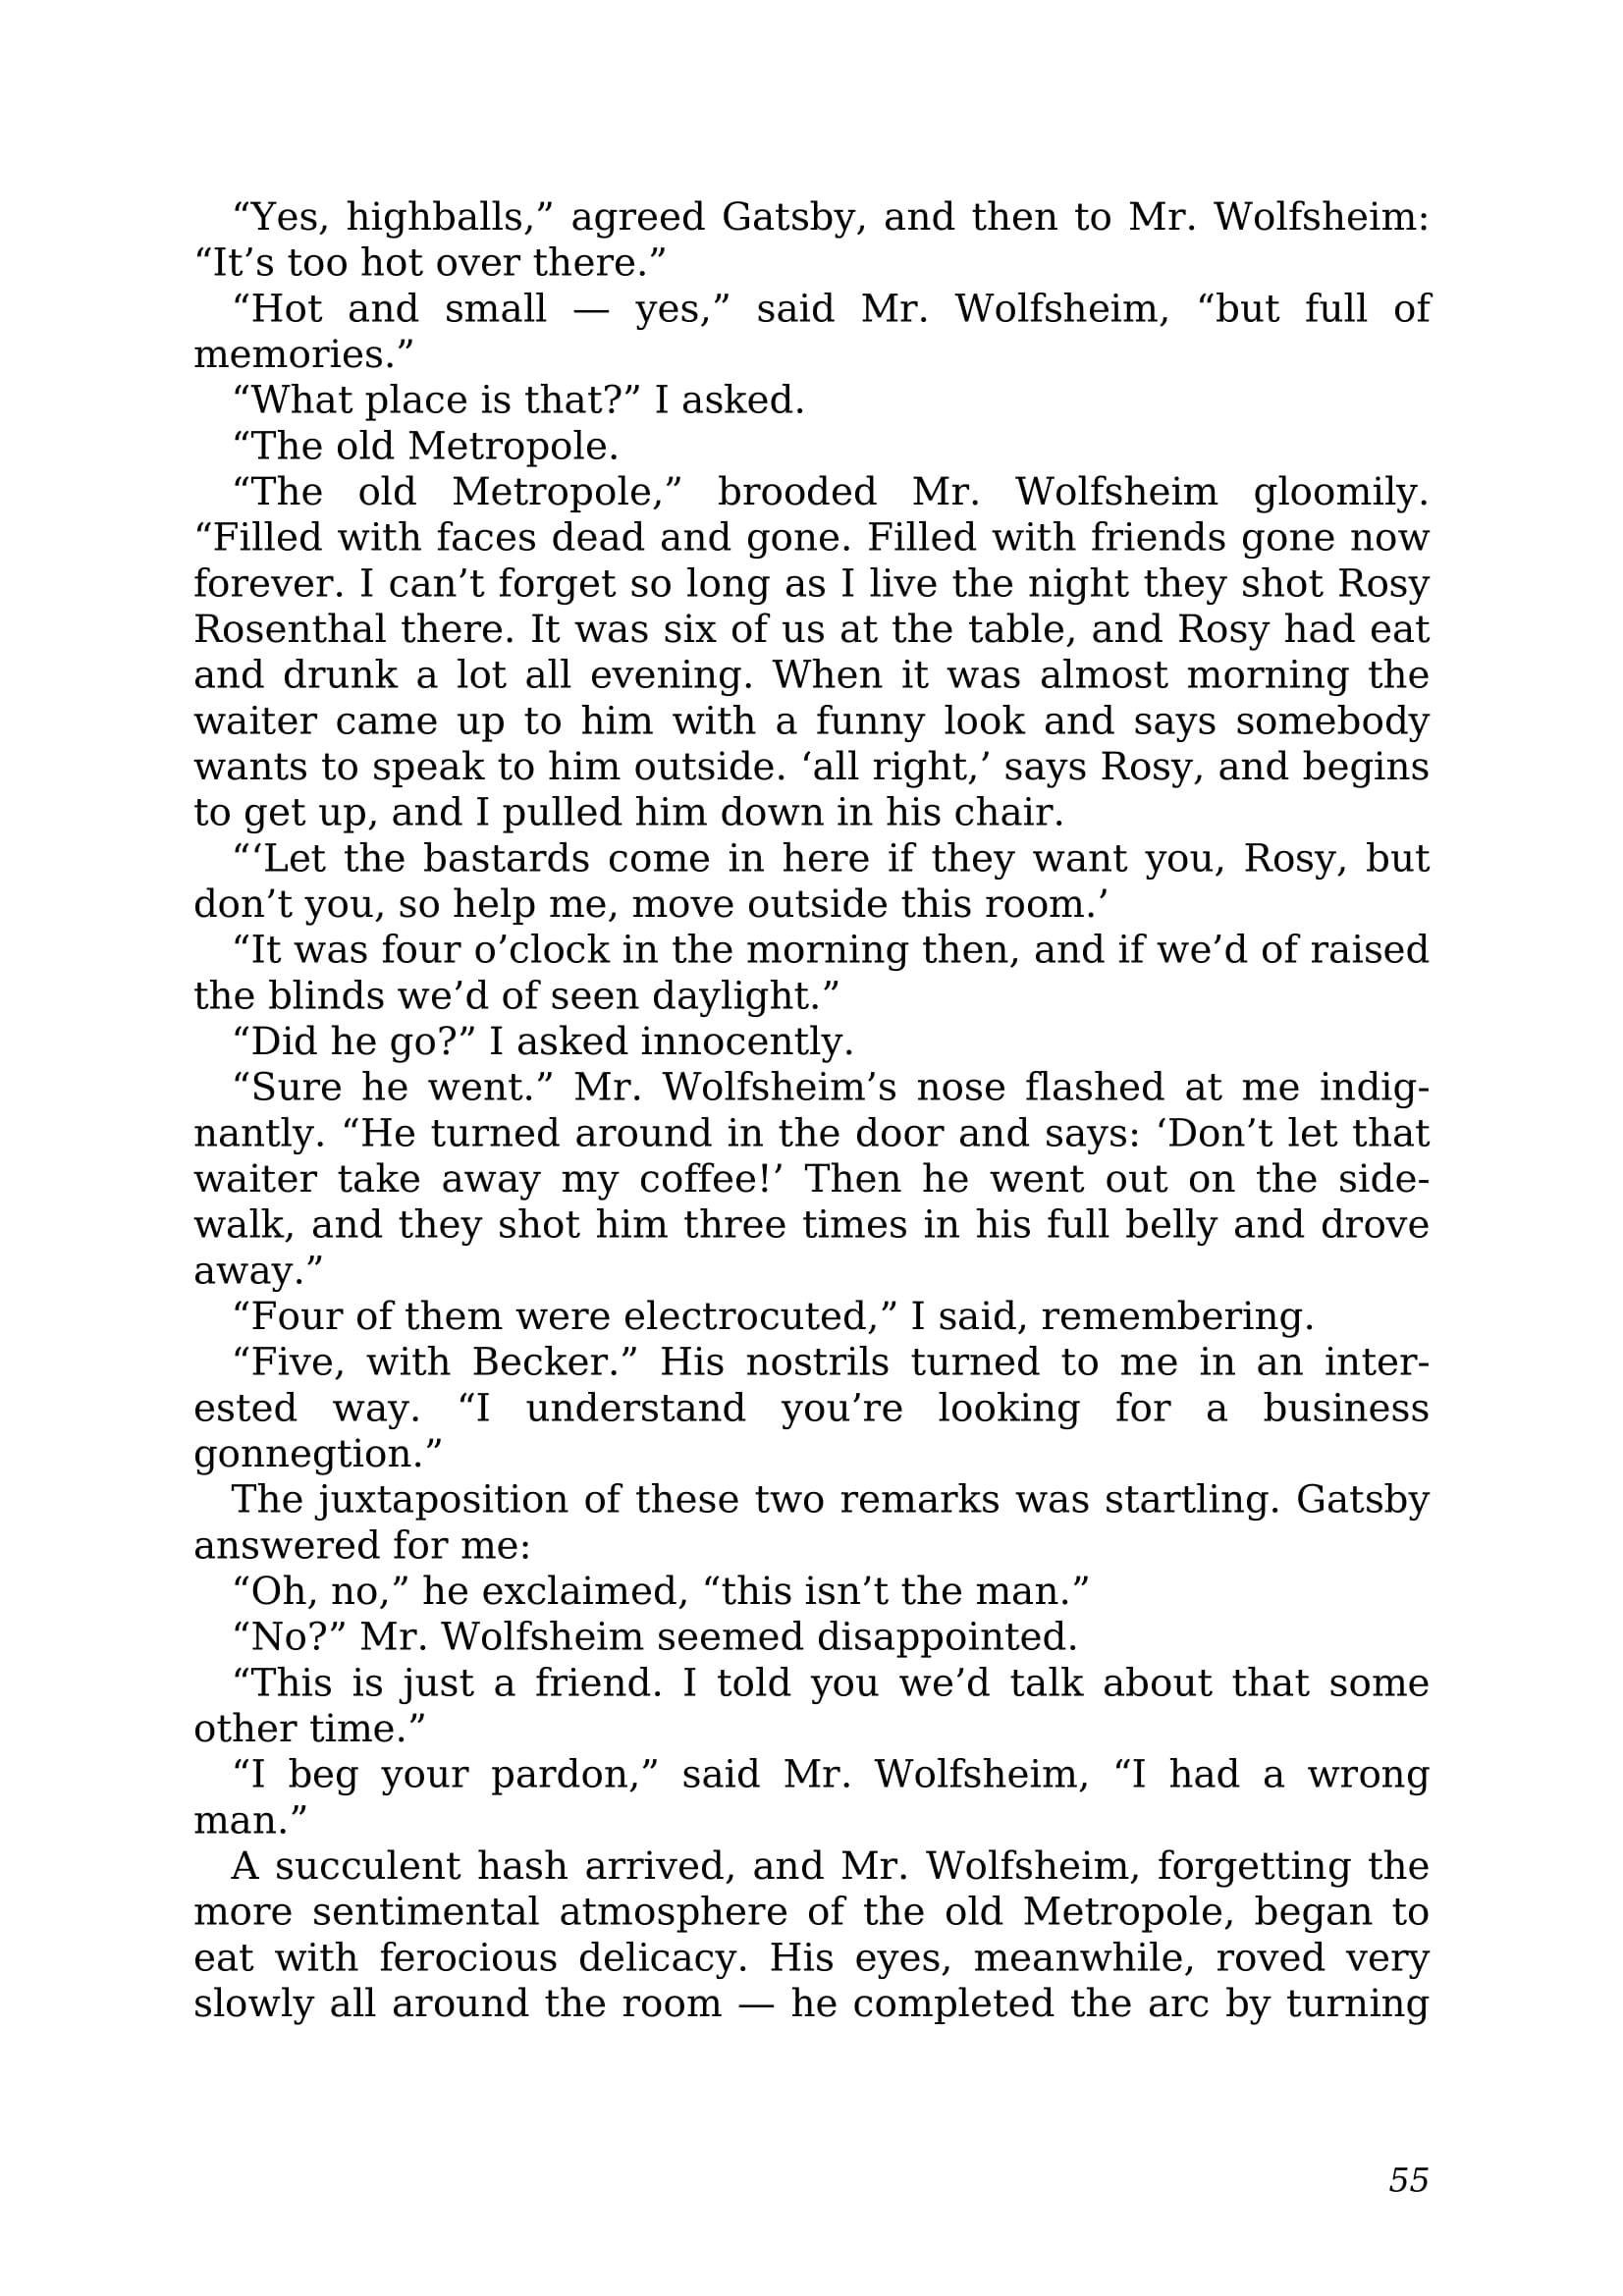 “Yes, highballs,” agreed Gatsby, and then to Mr. Wolfsheim:
“It’s too hot over there.”
“Hot and small — yes,” said Mr. Wolfsheim, “but full of
memories.”
“What place is that?” I asked.
“The old Metropole.
“The old Metropole,” brooded Mr. Wolfsheim gloomily.
“Filled with faces dead and gone. Filled with friends gone now
forever. I can’t forget so long as I live the night they shot Rosy
Rosenthal there. It was six of us at the table, and Rosy had eat
and drunk a lot all evening. When it was almost morning the
waiter came up to him with a funny look and says somebody
wants to speak to him outside. ‘all right,’ says Rosy, and begins
to get up, and I pulled him down in his chair.
“‘Let the bastards come in here if they want you, Rosy, but
don’t you, so help me, move outside this room.’
“It was four o’clock in the morning then, and if we’d of raised
the blinds we’d of seen daylight.”
“Did he go?” I asked innocently.
“Sure he went.” Mr. Wolfsheim’s nose flashed at me indig-
nantly. “He turned around in the door and says: ‘Don’t let that
waiter take away my coffee!’ Then he went out on the side-
walk, and they shot him three times in his full belly and drove
away.”
“Four of them were electrocuted,” I said, remembering.
“Five, with Becker.” His nostrils turned to me in an inter-
ested way. “I understand you’re looking for a business
gonnegtion.”
The juxtaposition of these two remarks was startling. Gatsby
answered for me:
“Oh, no,” he exclaimed, “this isn’t the man.”
“No?” Mr. Wolfsheim seemed disappointed.
“This is just a friend. I told you we’d talk about that some
other time.”
“I beg your pardon,” said Mr. Wolfsheim, “I had a wrong
man.”
A succulent hash arrived, and Mr. Wolfsheim, forgetting the
more sentimental atmosphere of the old Metropole, began to
eat with ferocious delicacy. His eyes, meanwhile, roved very
slowly all around the room — he completed the arc by turning
55